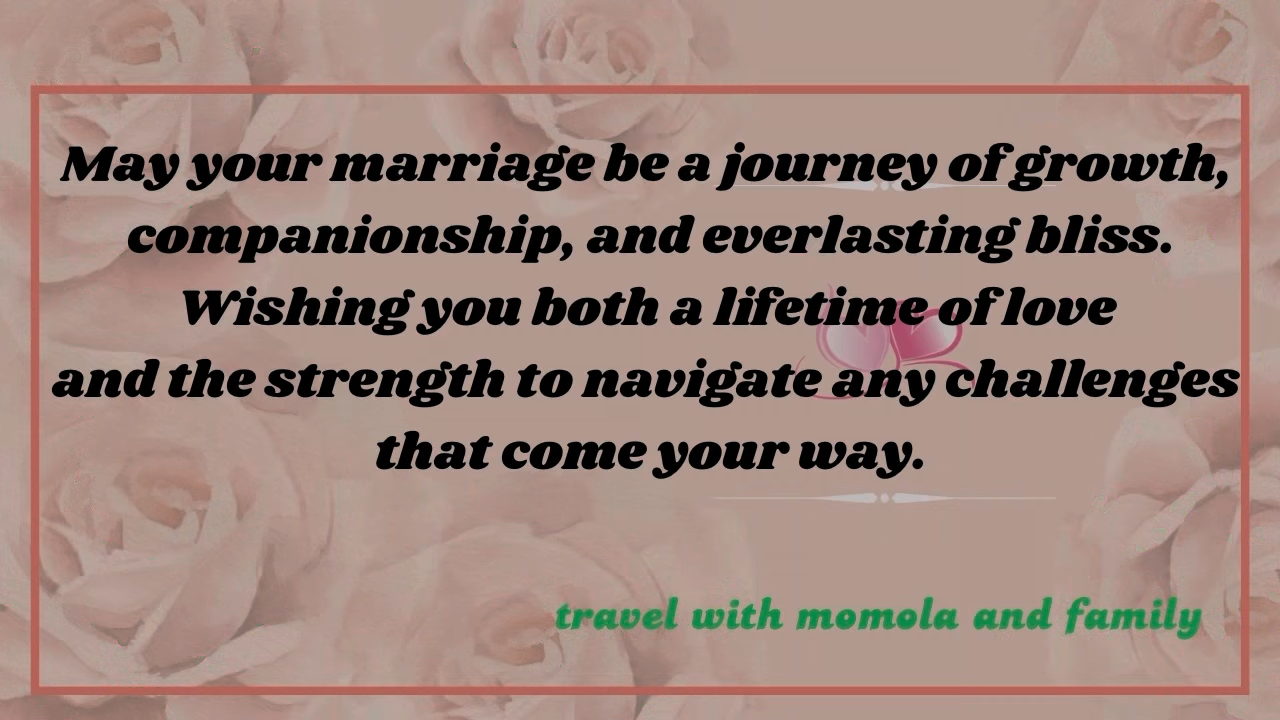 May your marriage be a journey of growth,
companionship, and everlasting bliss.
Wishing you both a lifetime of love
and the strength to navigate any challenges
that come your way.
travel with momola and family